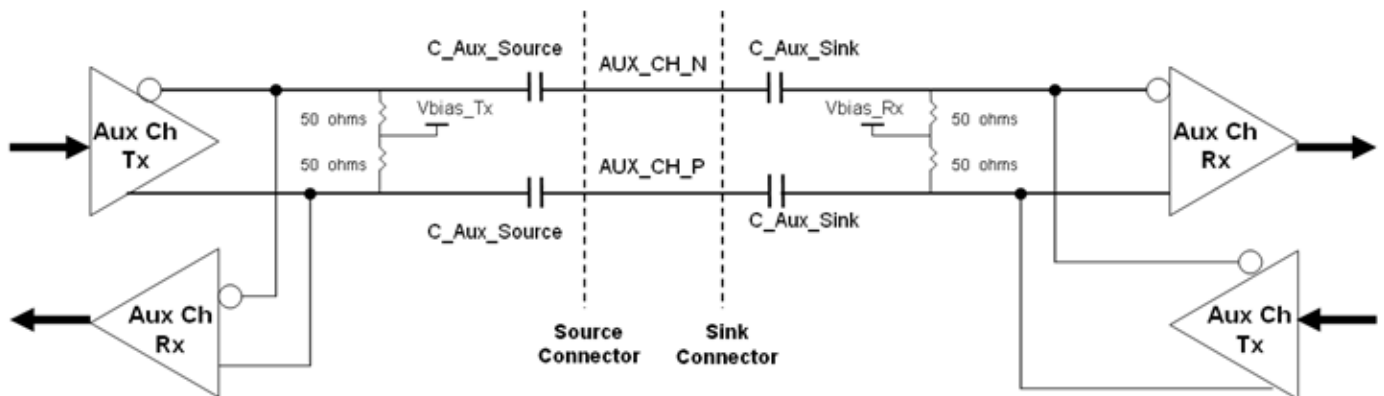 C_Aux_Source
AUX_CH_N
C_Aux_Sink
Aux Ch
Tx
50 ohms
Vbias_Tx
50 ohms
Vbias_Rx
50 ohms
50 ohms
Aux Ch
Rx
AUX_CH_P
C_Aux_Source
C_Aux_Sink
Aux Ch
Rx
Source
Connector
Sink
Connector
Aux Ch
Tx